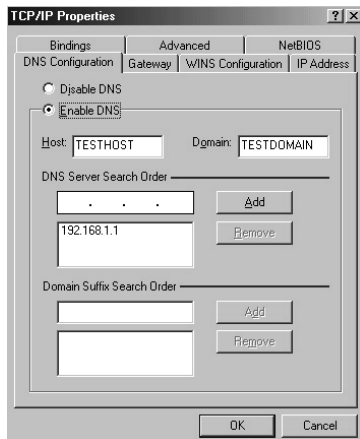 TCP/IP Properties
Bindings Advanced NetBIOS
DNS Configuration Gateway WINS Configuration IP Address
Disable DNS
Enable DNS
Host: TESTHOST Domain: TESTDOMAIN
DNS Server Search Order
. . . Add
192.168.1.1 Remove
Domain Suffix Search Order
Add
Remove
OK Cancel